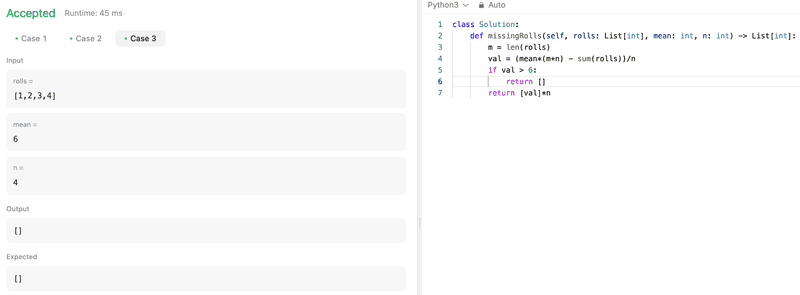 Accepted Runtime: 45 ms
• Case 1 • Case 2 • Case 3
Input
rolls =
[1,2,3,4]
mean =
6
n =
4
Output
[]
Expected
[]
Python3 Auto
1 class Solution:
2     def missingRolls(self, rolls: List[int], mean: int, n: int) -> List[int]:
3         m = len(rolls)
4         val = (mean*(m+n) - sum(rolls))/n
5         if val > 6:
6             return []
7         return [val]*n